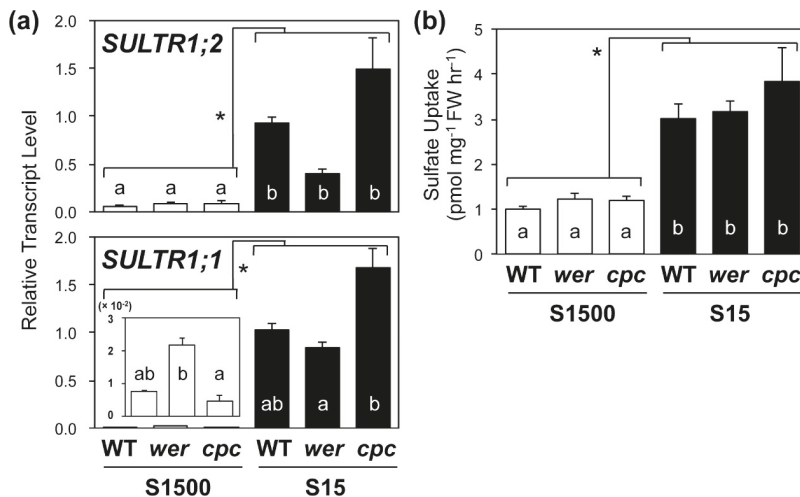 (a)
Relative Transcript Level
SULTR1;2
2.0
1.5
1.0
0.5
0.0
*
a a a b b b
SULTR1;1
2.0
1.5
1.0
0.5
0.0
*
(× 10-2)
3
2
1
0
ab b a
ab a b
WT wer cpc WT wer cpc
S1500 S15
(b)
Sulfate Uptake
(pmol mg-1 FW hr-1)
5
4
3
2
1
0
*
a a a b b b
WT wer cpc WT wer cpc
S1500 S15